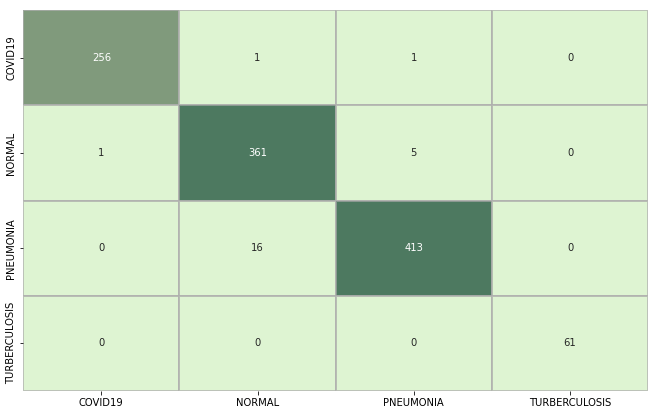 COVID19 256 1 1 0
NORMAL 1 361 5 0
PNEUMONIA 0 16 413 0
TURBERCULOSIS 0 0 0 61
COVID19 NORMAL PNEUMONIA TURBERCULOSIS